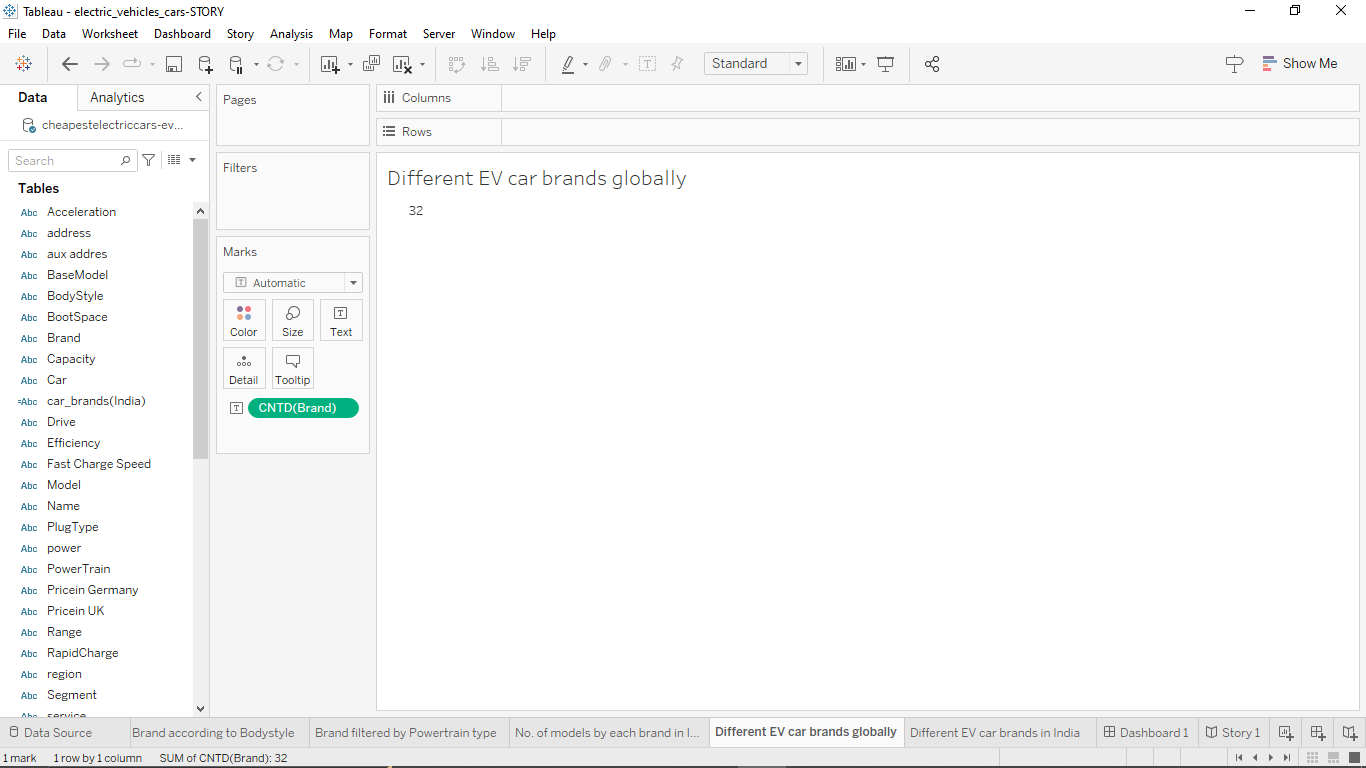 Tableau - electric_vehicles_cars-STORY
File Data Worksheet Dashboard Story Analysis Map Format Server Window Help
Standard
Show Me
Data Analytics
cheapestelectriccars-ev...
Search
Tables
Abc Acceleration
Abc address
Abc aux addres
Abc BaseModel
Abc BodyStyle
Abc BootSpace
Abc Brand
Abc Capacity
Abc Car
=Abc car_brands(India)
Abc Drive
Abc Efficiency
Abc Fast Charge Speed
Abc Model
Abc Name
Abc PlugType
Abc power
Abc PowerTrain
Abc Pricein Germany
Abc Pricein UK
Abc Range
Abc RapidCharge
Abc region
Abc Segment
Abc service
Pages
Filters
Marks
T Automatic
Color Size T Text
Detail Tooltip
T CNTD(Brand)
Columns
Rows
Different EV car brands globally
32
Data Source Brand according to Bodystyle Brand filtered by Powertrain type No. of models by each brand in I... Different EV car brands globally Different EV car brands in India Dashboard 1 Story 1
1 mark 1 row by 1 column SUM of CNTD(Brand): 32